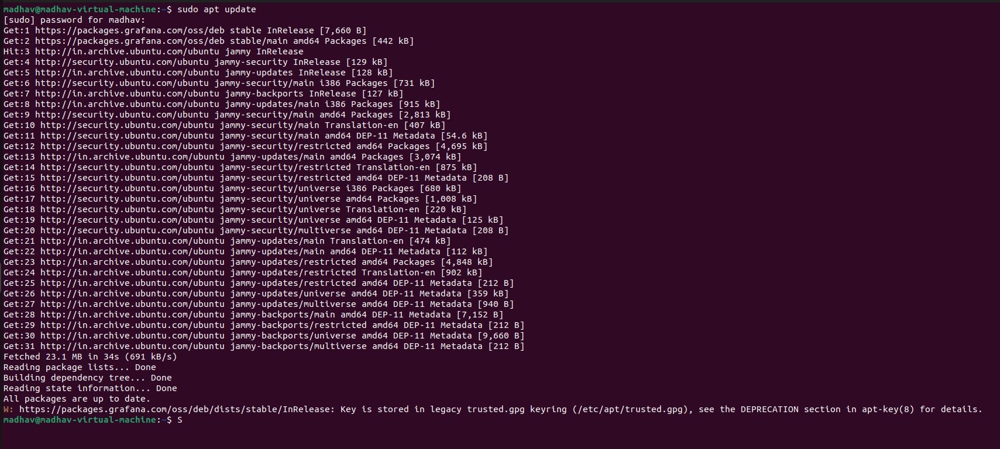 madhav@madhav-virtual-machine:~$ sudo apt update
[sudo] password for madhav:
Get:1 https://packages.grafana.com/oss/deb stable InRelease [7,660 B]
Get:2 https://packages.grafana.com/oss/deb stable/main amd64 Packages [442 kB]
Hit:3 http://in.archive.ubuntu.com/ubuntu jammy InRelease
Get:4 http://security.ubuntu.com/ubuntu jammy-security InRelease [129 kB]
Get:5 http://in.archive.ubuntu.com/ubuntu jammy-updates InRelease [128 kB]
Get:6 http://security.ubuntu.com/ubuntu jammy-security/main i386 Packages [731 kB]
Get:7 http://in.archive.ubuntu.com/ubuntu jammy-backports InRelease [127 kB]
Get:8 http://in.archive.ubuntu.com/ubuntu jammy-updates/main i386 Packages [915 kB]
Get:9 http://security.ubuntu.com/ubuntu jammy-security/main amd64 Packages [2,813 kB]
Get:10 http://security.ubuntu.com/ubuntu jammy-security/main Translation-en [407 kB]
Get:11 http://security.ubuntu.com/ubuntu jammy-security/main amd64 DEP-11 Metadata [54.6 kB]
Get:12 http://security.ubuntu.com/ubuntu jammy-security/restricted amd64 Packages [4,695 kB]
Get:13 http://in.archive.ubuntu.com/ubuntu jammy-updates/main amd64 Packages [3,074 kB]
Get:14 http://security.ubuntu.com/ubuntu jammy-security/restricted Translation-en [875 kB]
Get:15 http://security.ubuntu.com/ubuntu jammy-security/restricted amd64 DEP-11 Metadata [208 B]
Get:16 http://security.ubuntu.com/ubuntu jammy-security/universe i386 Packages [680 kB]
Get:17 http://security.ubuntu.com/ubuntu jammy-security/universe amd64 Packages [1,008 kB]
Get:18 http://security.ubuntu.com/ubuntu jammy-security/universe Translation-en [220 kB]
Get:19 http://security.ubuntu.com/ubuntu jammy-security/universe amd64 DEP-11 Metadata [125 kB]
Get:20 http://security.ubuntu.com/ubuntu jammy-security/multiverse amd64 DEP-11 Metadata [208 B]
Get:21 http://in.archive.ubuntu.com/ubuntu jammy-updates/main Translation-en [474 kB]
Get:22 http://in.archive.ubuntu.com/ubuntu jammy-updates/main amd64 DEP-11 Metadata [112 kB]
Get:23 http://in.archive.ubuntu.com/ubuntu jammy-updates/restricted amd64 Packages [4,848 kB]
Get:24 http://in.archive.ubuntu.com/ubuntu jammy-updates/restricted Translation-en [902 kB]
Get:25 http://in.archive.ubuntu.com/ubuntu jammy-updates/restricted amd64 DEP-11 Metadata [212 B]
Get:26 http://in.archive.ubuntu.com/ubuntu jammy-updates/universe amd64 DEP-11 Metadata [359 kB]
Get:27 http://in.archive.ubuntu.com/ubuntu jammy-updates/multiverse amd64 DEP-11 Metadata [940 B]
Get:28 http://in.archive.ubuntu.com/ubuntu jammy-backports/main amd64 DEP-11 Metadata [7,152 B]
Get:29 http://in.archive.ubuntu.com/ubuntu jammy-backports/restricted amd64 DEP-11 Metadata [212 B]
Get:30 http://in.archive.ubuntu.com/ubuntu jammy-backports/universe amd64 DEP-11 Metadata [9,660 B]
Get:31 http://in.archive.ubuntu.com/ubuntu jammy-backports/multiverse amd64 DEP-11 Metadata [212 B]
Fetched 23.1 MB in 34s (691 kB/s)
Reading package lists... Done
Building dependency tree... Done
Reading state information... Done
All packages are up to date.
W: https://packages.grafana.com/oss/deb/dists/stable/InRelease: Key is stored in legacy trusted.gpg keyring (/etc/apt/trusted.gpg), see the DEPRECATION section in apt-key(8) for details.
madhav@madhav-virtual-machine:~$ S